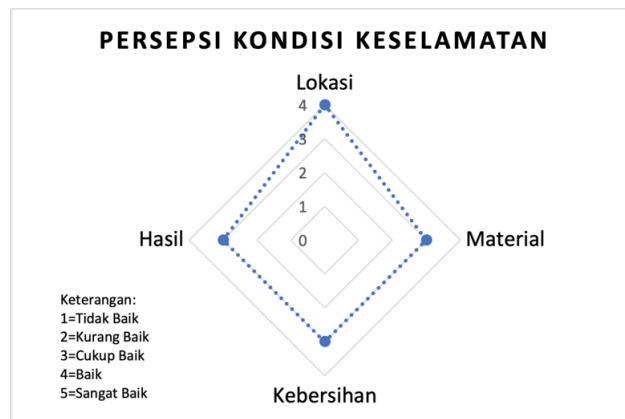 PERSEPSI KONDISI KESELAMATAN
Lokasi
4
3
2
1
0
Hasil
Material
Kebersihan
Keterangan:
1=Tidak Baik
2=Kurang Baik
3=Cukup Baik
4=Baik
5=Sangat Baik